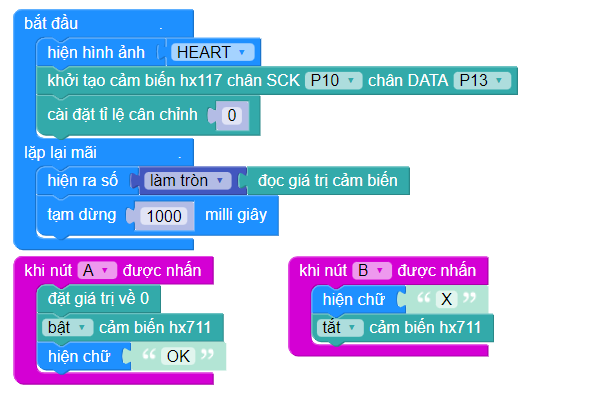 bắt đầu .
hiện hình ảnh HEART
khởi tạo cảm biến hx117 chân SCK P10 chân DATA P13
cài đặt tỉ lệ cân chỉnh 0
lặp lại mãi .
hiện ra số làm tròn đọc giá trị cảm biến
tạm dừng 1000 milli giây
khi nút A được nhấn
đặt giá trị về 0
bật cảm biến hx711
hiện chữ “ OK ”
khi nút B được nhấn
hiện chữ “ X ”
tắt cảm biến hx711